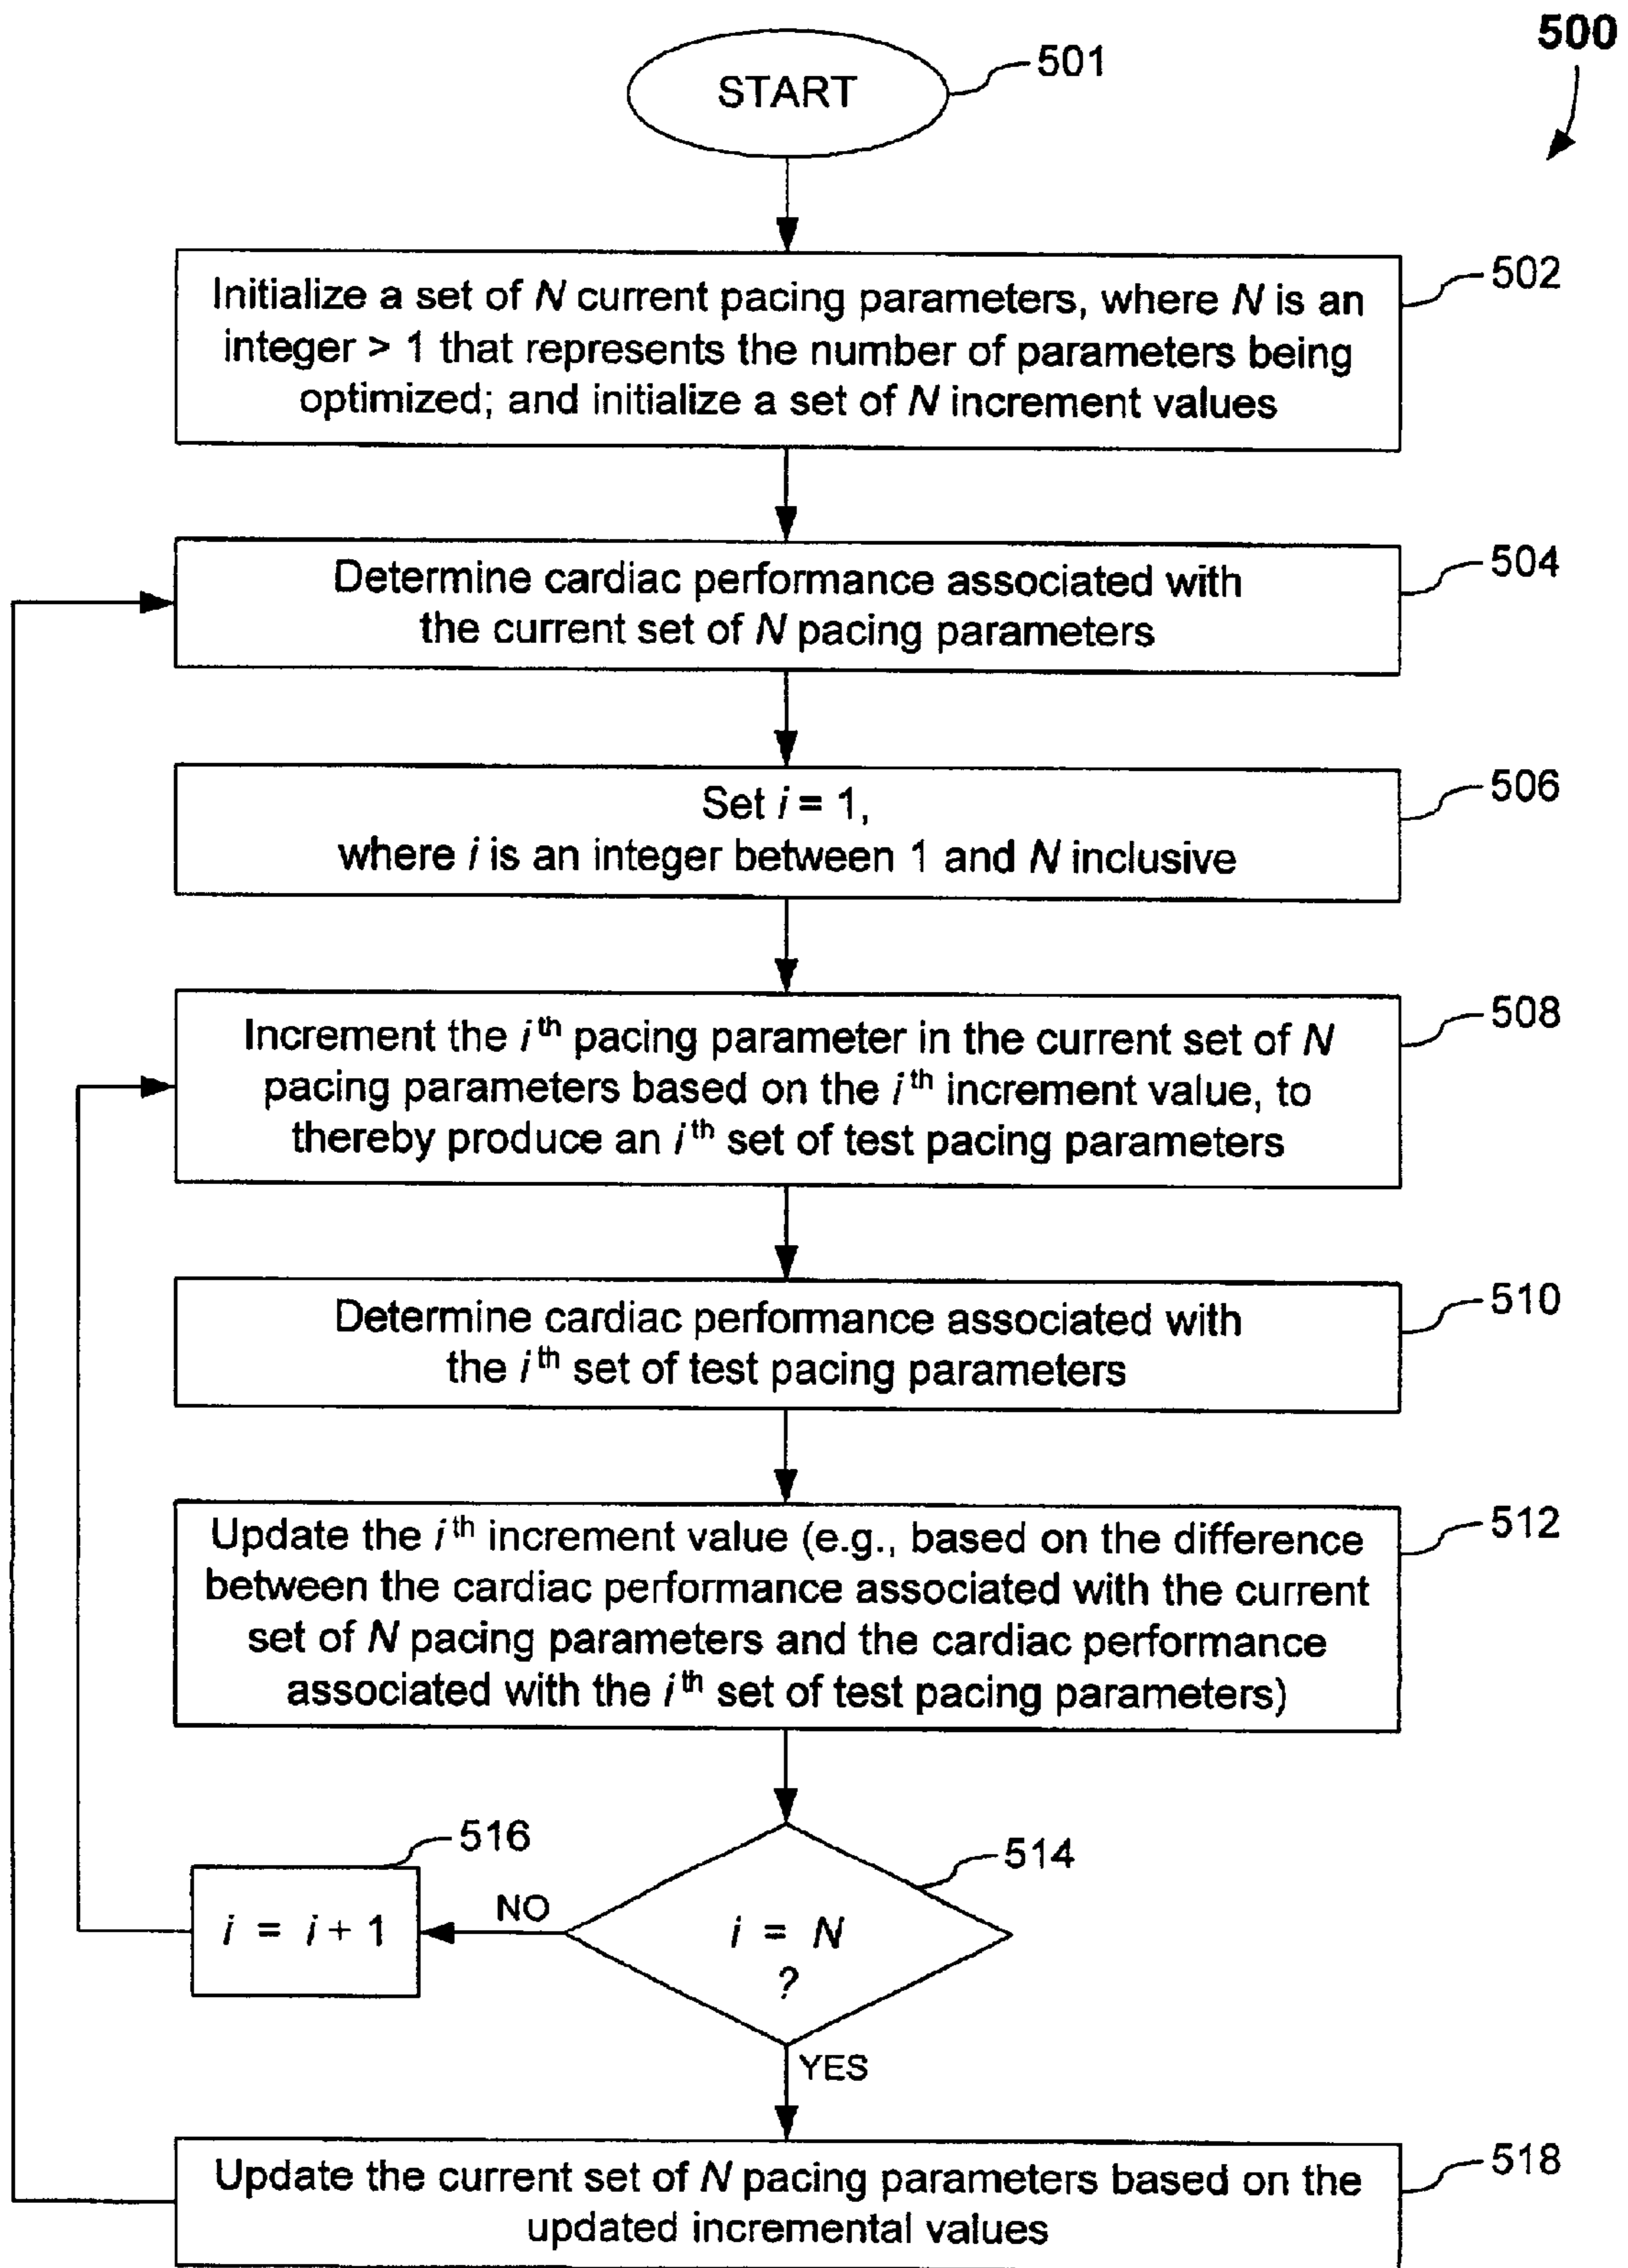 500
START
501
Initialize a set of N current pacing parameters, where N is an
integer > 1 that represents the number of parameters being
optimized; and initialize a set of N increment values
502
Determine cardiac performance associated with
the current set of N pacing parameters
504
Set i = 1,
where i is an integer between 1 and N inclusive
506
Increment the i th pacing parameter in the current set of N
pacing parameters based on the i th increment value, to
thereby produce an i th set of test pacing parameters
508
Determine cardiac performance associated with
the i th set of test pacing parameters
510
Update the i th increment value (e.g., based on the difference
between the cardiac performance associated with the current
set of N pacing parameters and the cardiac performance
associated with the i th set of test pacing parameters)
512
516
514
i = i + 1
NO
i = N
?
YES
Update the current set of N pacing parameters based on the
updated incremental values
518